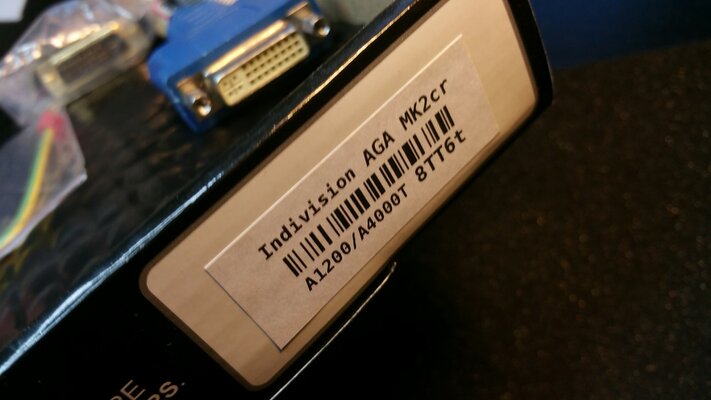 Indivision AGA MK2cr
A1200/A4000T 8TT6t